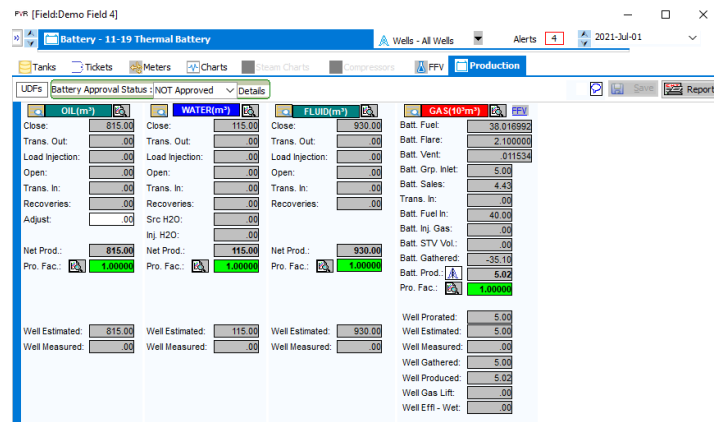 PVR [Field:Demo Field 4]
Battery - 11-19 Thermal Battery
Wells - All Wells
Alerts 4
2021-Jul-01
Tanks Tickets Meters Charts Steam Charts Compressors FFV Production
UDFs Battery Approval Status : NOT Approved Details Save Report
OIL(m³) WATER(m³) FLUID(m³) GAS(10³m³) FFV
Close: 815.00 Close: 115.00 Close: 930.00 Batt. Fuel: 38.016992
Trans. Out: .00 Trans. Out: .00 Trans. Out: .00 Batt. Flare: 2.100000
Load Injection: .00 Load Injection: .00 Load Injection: .00 Batt. Vent: .011534
Open: .00 Open: .00 Open: .00 Batt. Grp. Inlet: 5.00
Trans. In: .00 Trans. In: .00 Trans. In: .00 Batt. Sales: 4.43
Recoveries: .00 Recoveries: .00 Recoveries: .00 Trans. In: .00
Adjust: .00 Src H2O: .00 Batt. Fuel In: 40.00
Inj. H2O: .00 Batt. Inj. Gas: .00
Batt. STV Vol.: .00
Net Prod.: 815.00 Net Prod.: 115.00 Net Prod.: 930.00 Batt. Gathered: -35.10
Pro. Fac.: 1.00000 Pro. Fac.: 1.00000 Pro. Fac.: 1.00000 Batt. Prod.: 5.02
Pro. Fac.: 1.00000
Well Prorated: 5.00
Well Estimated: 815.00 Well Estimated: 115.00 Well Estimated: 930.00 Well Estimated: 5.00
Well Measured: .00 Well Measured: .00 Well Measured: .00 Well Measured: .00
Well Gathered: 5.00
Well Produced: 5.02
Well Gas Lift: .00
Well Effl - Wet: .00